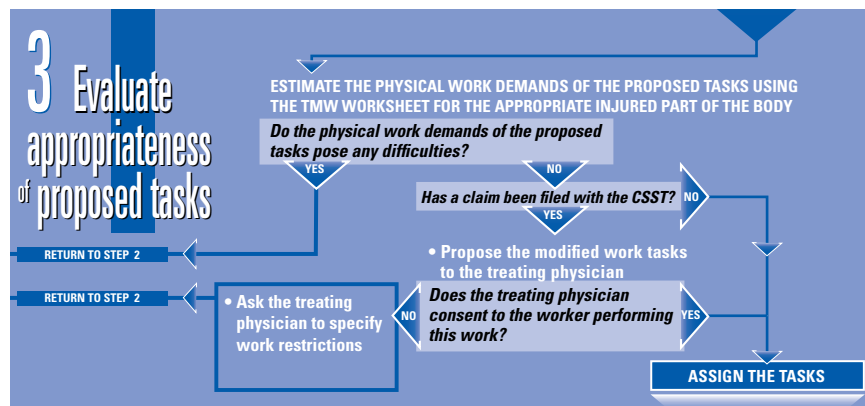 3 Evaluate
appropriateness
of proposed tasks
ESTIMATE THE PHYSICAL WORK DEMANDS OF THE PROPOSED TASKS USING
THE TMW WORKSHEET FOR THE APPROPRIATE INJURED PART OF THE BODY
Do the physical work demands of the proposed
tasks pose any difficulties?
YES
NO
Has a claim been filed with the CSST?
NO
YES
RETURN TO STEP 2
• Propose the modified work tasks
to the treating physician
RETURN TO STEP 2
• Ask the treating
physician to specify
work restrictions
NO
Does the treating physician
consent to the worker performing
this work?
YES
ASSIGN THE TASKS